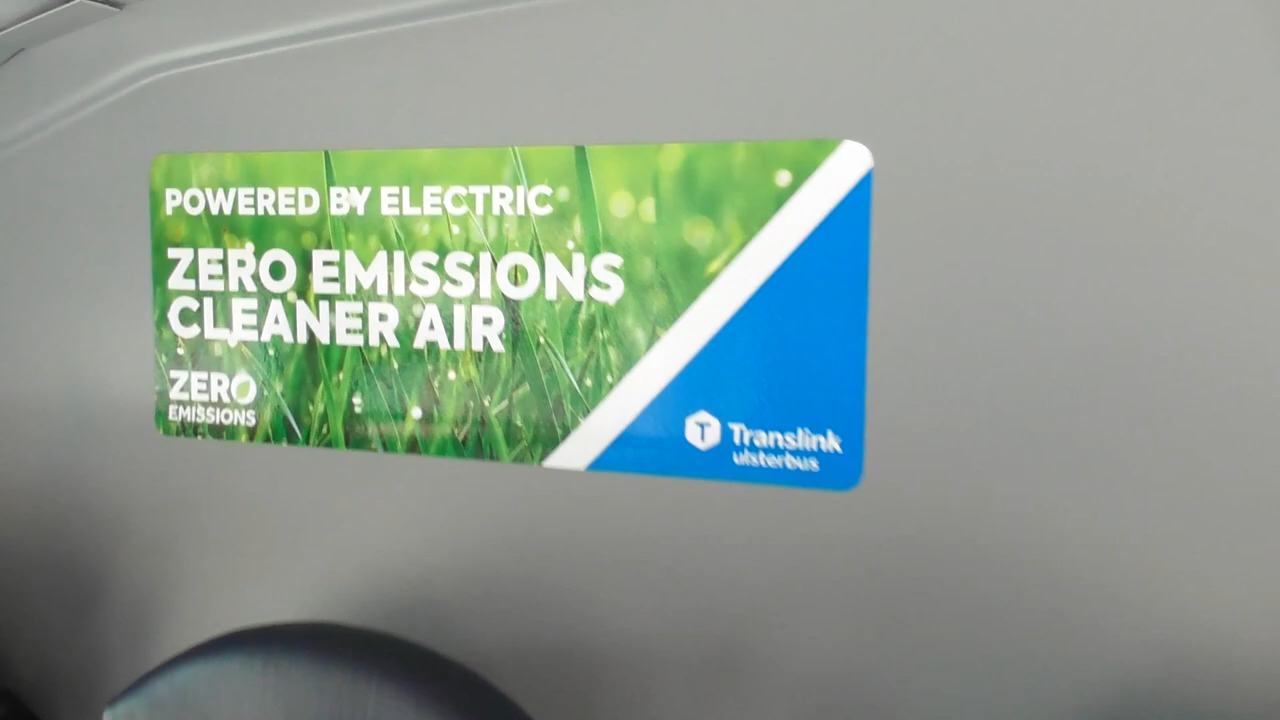 POWERED BY ELECTRIC
ZERO EMISSIONS
CLEANER AIR
ZERO
EMISSIONS
T Translink
ulsterbus